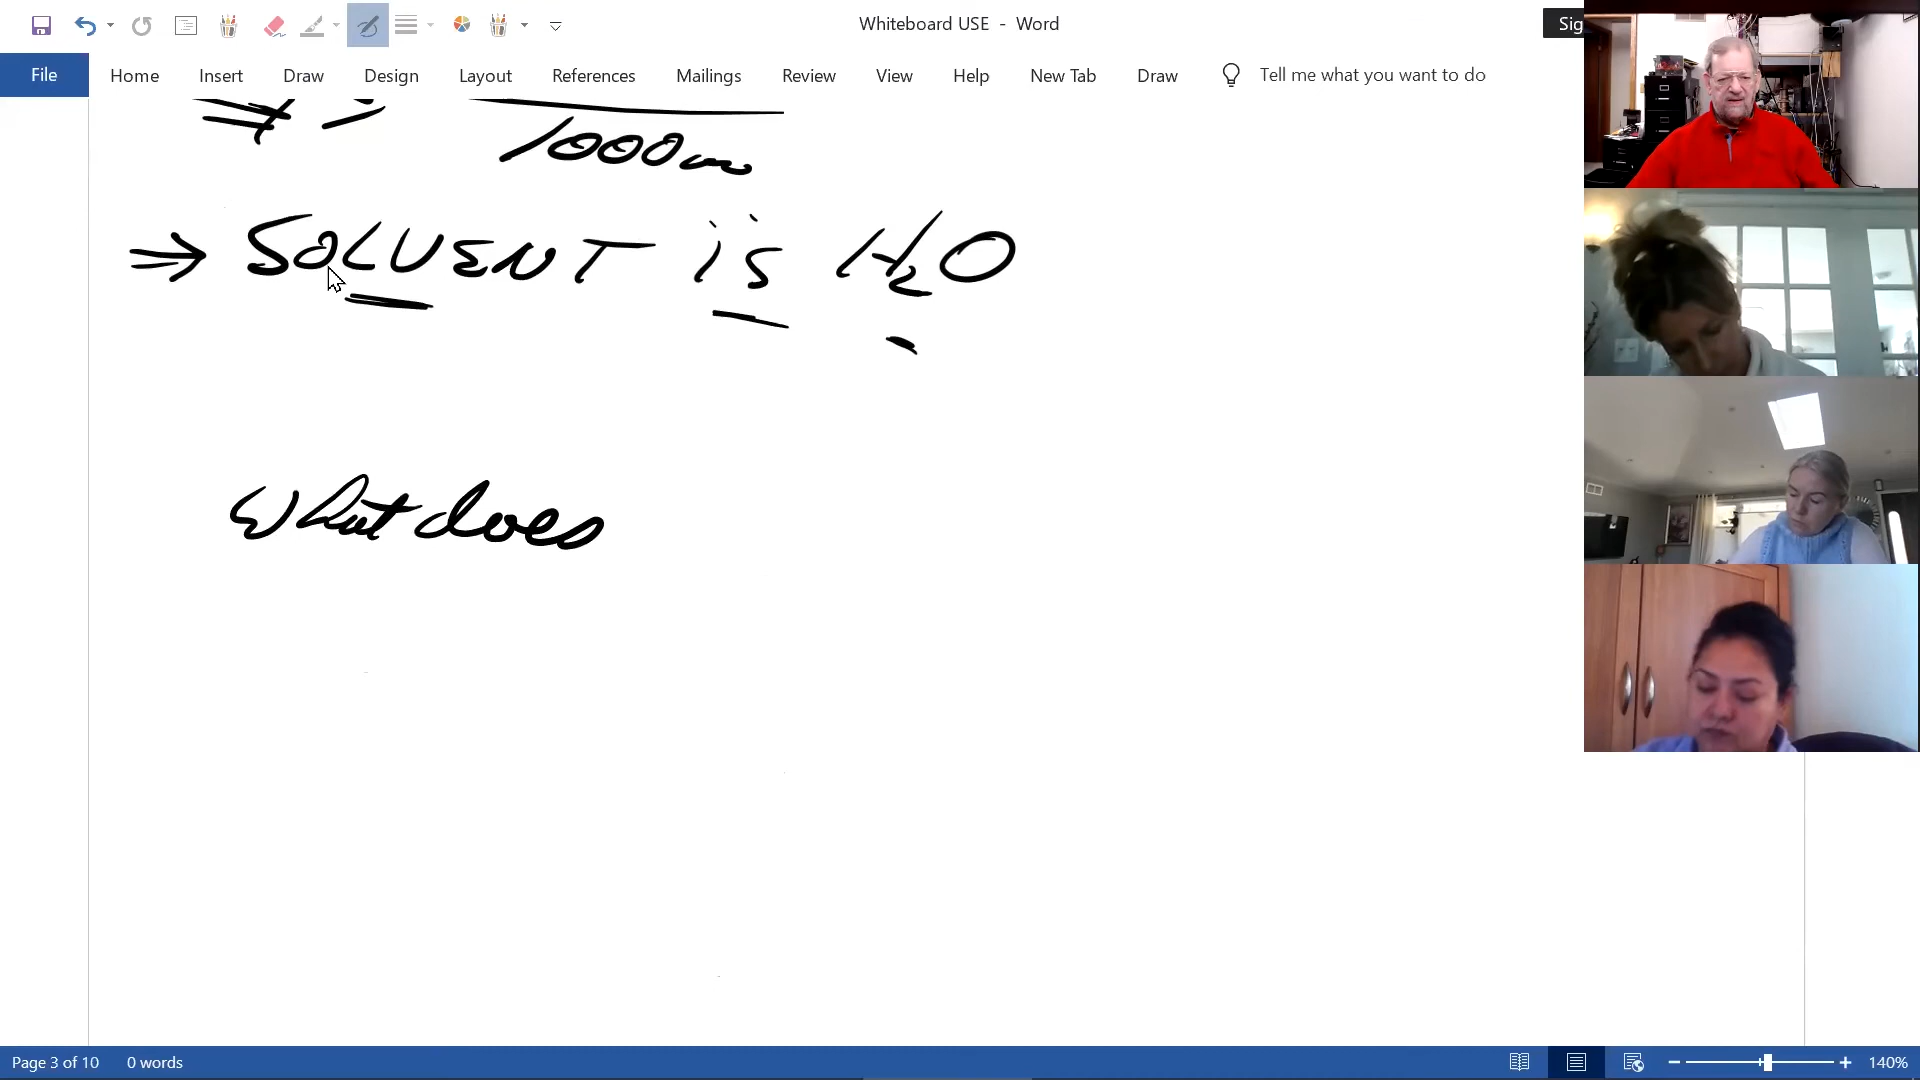 Whiteboard USE - Word
Sig
File Home Insert Draw Design Layout References Mailings Review View Help New Tab Draw Tell me what you want to do
SOLVENT is H2O
What does
Page 3 of 10 0 words
140%